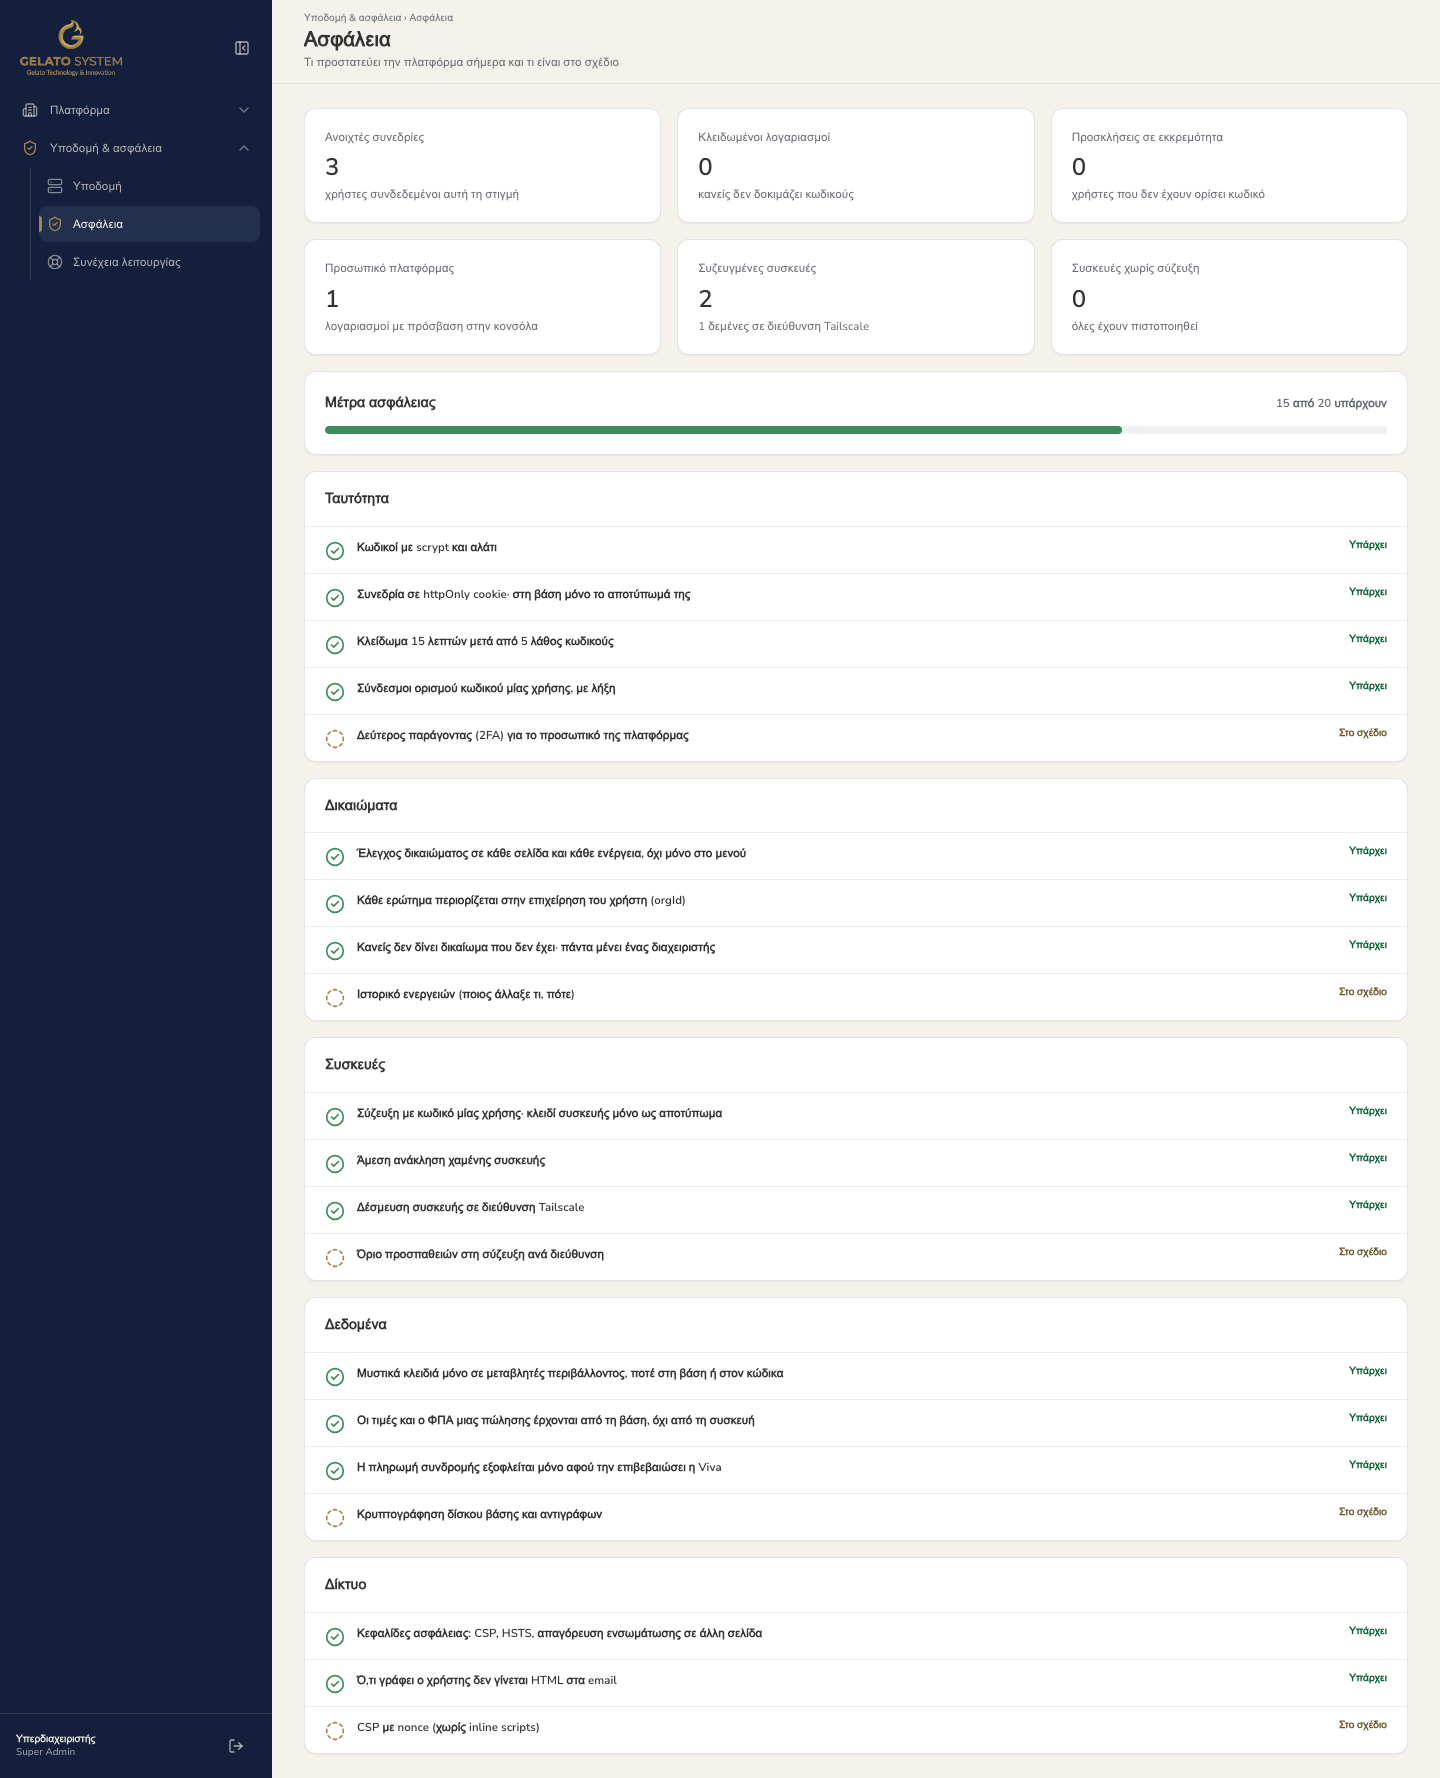 GELATO SYSTEM
Gelato Technology & Innovation
Πλατφόρμα
Υποδομή & ασφάλεια
Υποδομή
Ασφάλεια
Συνέχεια λειτουργίας
Υπερδιαχειριστής
Super Admin
Υποδομή & ασφάλεια › Ασφάλεια
Ασφάλεια
Τι προστατεύει την πλατφόρμα σήμερα και τι είναι στο σχέδιο
Ανοιχτές συνεδρίες
3
χρήστες συνδεδεμένοι αυτή τη στιγμή
Κλειδωμένοι λογαριασμοί
0
κανείς δεν δοκιμάζει κωδικούς
Προσκλήσεις σε εκκρεμότητα
0
χρήστες που δεν έχουν ορίσει κωδικό
Προσωπικό πλατφόρμας
1
λογαριασμοί με πρόσβαση στην κονσόλα
Συζευγμένες συσκευές
2
1 δεμένες σε διεύθυνση Tailscale
Συσκευές χωρίς σύζευξη
0
όλες έχουν πιστοποιηθεί
Μέτρα ασφάλειας
15 από 20 υπάρχουν
Ταυτότητα
Κωδικοί με scrypt και αλάτι
Υπάρχει
Συνεδρία σε httpOnly cookie· στη βάση μόνο το αποτύπωμά της
Υπάρχει
Κλείδωμα 15 λεπτών μετά από 5 λάθος κωδικούς
Υπάρχει
Σύνδεσμοι ορισμού κωδικού μίας χρήσης, με λήξη
Υπάρχει
Δεύτερος παράγοντας (2FA) για το προσωπικό της πλατφόρμας
Στο σχέδιο
Δικαιώματα
Έλεγχος δικαιώματος σε κάθε σελίδα και κάθε ενέργεια, όχι μόνο στο μενού
Υπάρχει
Κάθε ερώτημα περιορίζεται στην επιχείρηση του χρήστη (orgId)
Υπάρχει
Κανείς δεν δίνει δικαίωμα που δεν έχει· πάντα μένει ένας διαχειριστής
Υπάρχει
Ιστορικό ενεργειών (ποιος άλλαξε τι, πότε)
Στο σχέδιο
Συσκευές
Σύζευξη με κωδικό μίας χρήσης· κλειδί συσκευής μόνο ως αποτύπωμα
Υπάρχει
Άμεση ανάκληση χαμένης συσκευής
Υπάρχει
Δέσμευση συσκευής σε διεύθυνση Tailscale
Υπάρχει
Όριο προσπαθειών στη σύζευξη ανά διεύθυνση
Στο σχέδιο
Δεδομένα
Μυστικά κλειδιά μόνο σε μεταβλητές περιβάλλοντος, ποτέ στη βάση ή στον κώδικα
Υπάρχει
Οι τιμές και ο ΦΠΑ μιας πώλησης έρχονται από τη βάση, όχι από τη συσκευή
Υπάρχει
Η πληρωμή συνδρομής εξοφλείται μόνο αφού την επιβεβαιώσει η Viva
Υπάρχει
Κρυπτογράφηση δίσκου βάσης και αντιγράφων
Στο σχέδιο
Δίκτυο
Κεφαλίδες ασφάλειας: CSP, HSTS, απαγόρευση ενσωμάτωσης σε άλλη σελίδα
Υπάρχει
Ό,τι γράφει ο χρήστης δεν γίνεται HTML στα email
Υπάρχει
CSP με nonce (χωρίς inline scripts)
Στο σχέδιο